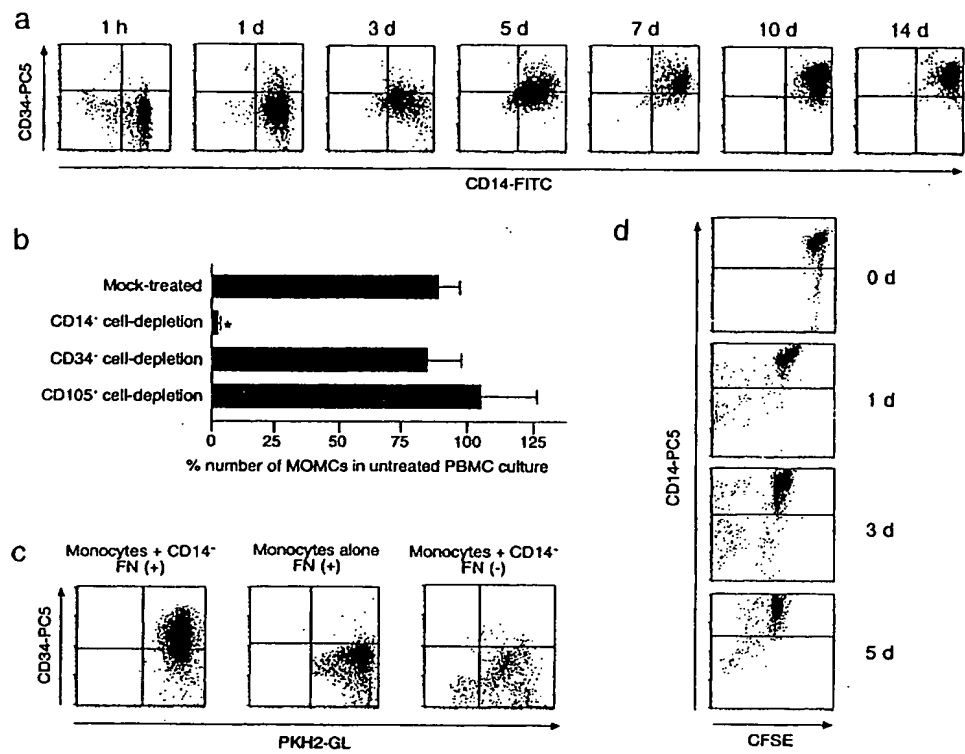 a
1 h 1 d 3 d 5 d 7 d 10 d 14 d
CD34-PC5
CD14-FITC
b
Mock-treated
CD14⁺ cell-depletion
*
CD34⁺ cell-depletion
CD105⁺ cell-depletion
0 25 50 75 100 125
% number of MOMCs in untreated PBMC culture
c
Monocytes + CD14⁻
FN (+)
Monocytes alone
FN (+)
Monocytes + CD14⁻
FN (-)
CD34-PC5
PKH2-GL
d
0 d
1 d
3 d
5 d
CD14-PC5
CFSE